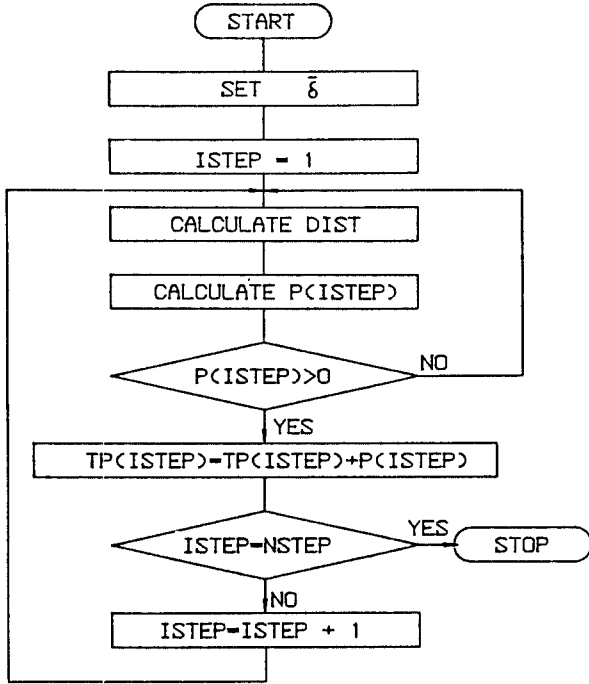 START
SET δ̄
ISTEP = 1
CALCULATE DIST
CALCULATE P(ISTEP)
P(ISTEP)>0
NO
YES
TP(ISTEP)=TP(ISTEP)+P(ISTEP)
ISTEP=NSTEP
YES
STOP
NO
ISTEP=ISTEP + 1